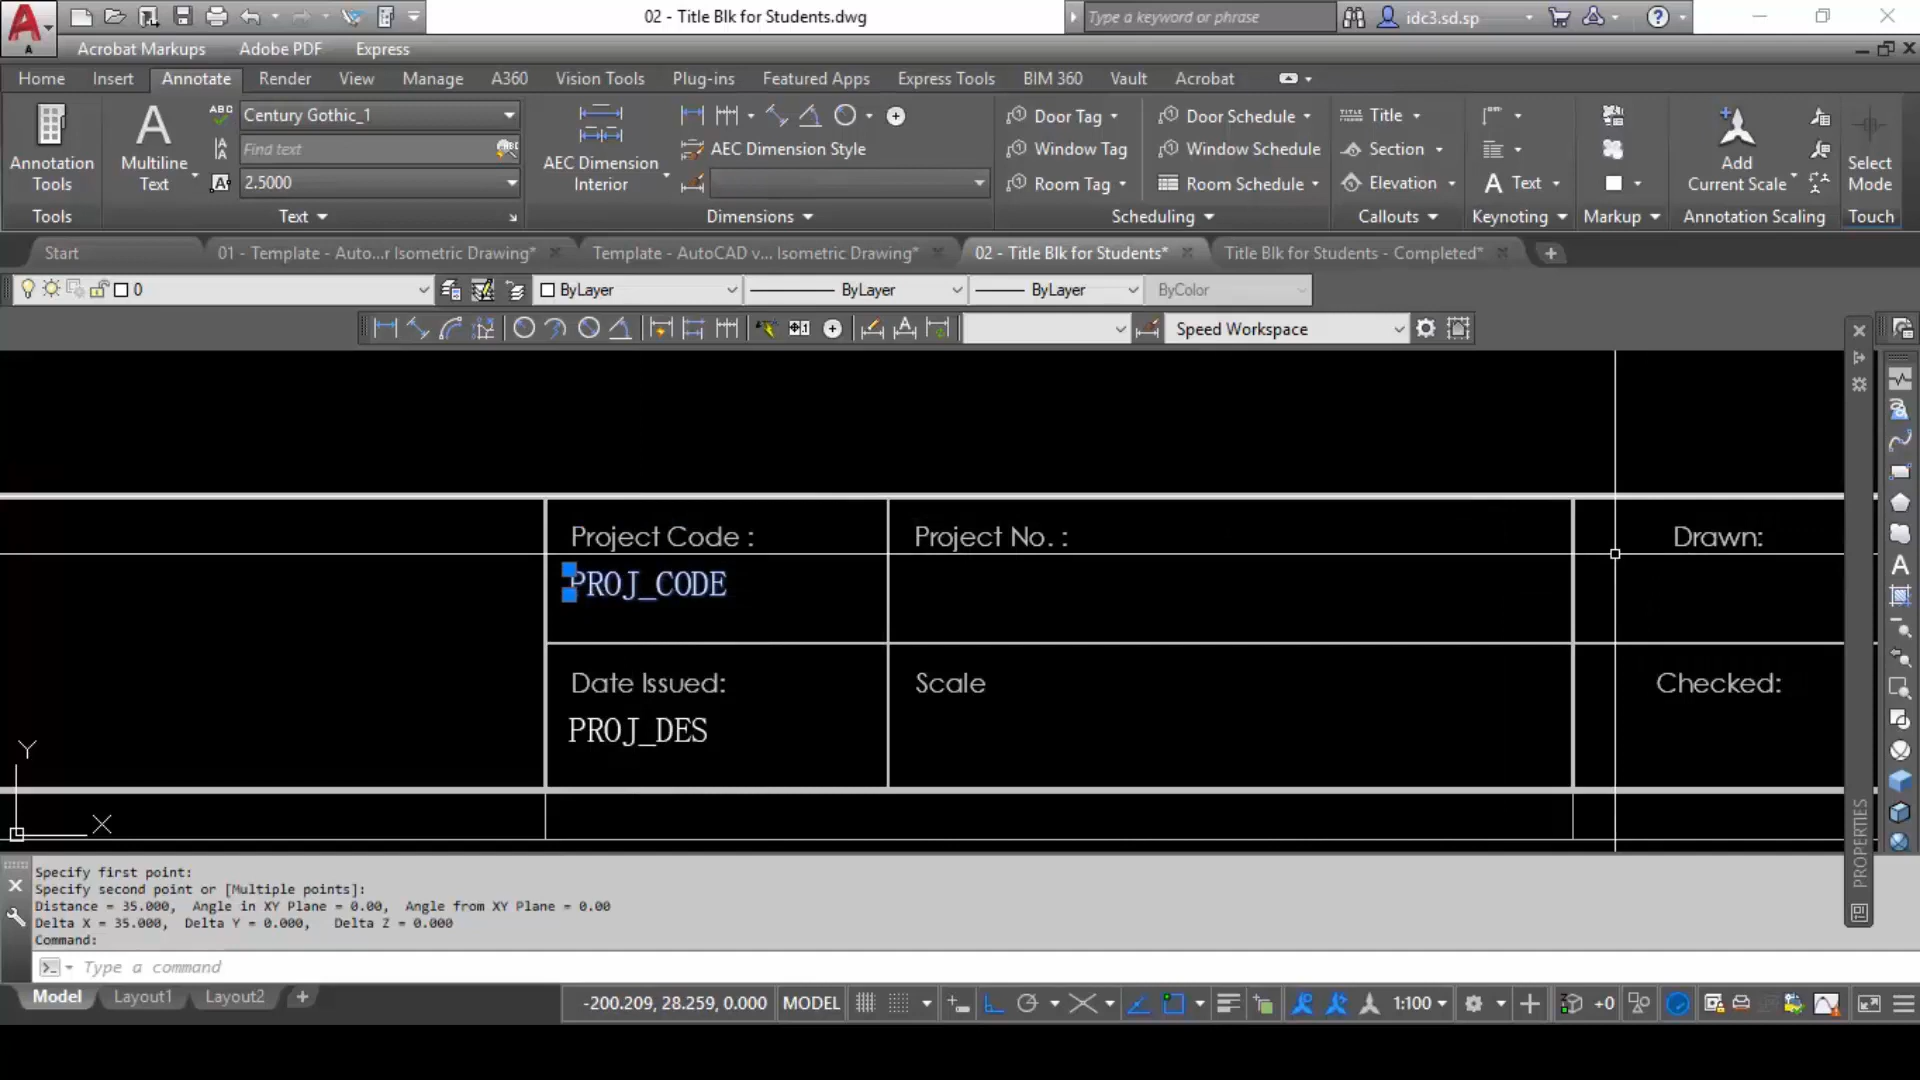 02 - Title Blk for Students.dwg
Type a keyword or phrase
idc3.sd.sp
Acrobat Markups Adobe PDF Express
Home Insert Annotate Render View Manage A360 Vision Tools Plug-ins Featured Apps Express Tools BIM 360 Vault Acrobat
Century Gothic_1
Door Tag Door Schedule Title
Find text
AEC Dimension Style
Window Tag Window Schedule Section
Annotation Tools
Multiline Text
AEC Dimension Interior
Add Current Scale
Select Mode
2.5000
Room Tag Room Schedule Elevation Text
Tools Text Dimensions Scheduling Callouts Keynoting Markup Annotation Scaling Touch
Start 01 - Template - Auto...r Isometric Drawing* Template - AutoCAD v... Isometric Drawing* 02 - Title Blk for Students* Title Blk for Students - Completed*
0 ByLayer ByLayer ByLayer ByColor
Speed Workspace
Project Code : Project No. : Drawn:
PROJ_CODE
Date Issued: Scale Checked:
PROJ_DES
Y
X
PROPERTIES
Specify first point:
Specify second point or [Multiple points]:
Distance = 35.000, Angle in XY Plane = 0.00, Angle from XY Plane = 0.00
Delta X = 35.000, Delta Y = 0.000, Delta Z = 0.000
Command:
Type a command
Model Layout1 Layout2
-200.209, 28.259, 0.000 MODEL 1:100 +0